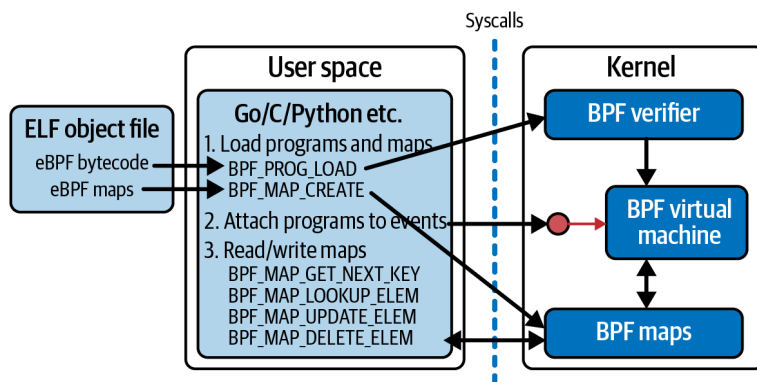 Syscalls
User space
Kernel
ELF object file
eBPF bytecode
eBPF maps
Go/C/Python etc.
1. Load programs and maps
BPF_PROG_LOAD
BPF_MAP_CREATE
2. Attach programs to events
3. Read/write maps
BPF_MAP_GET_NEXT_KEY
BPF_MAP_LOOKUP_ELEM
BPF_MAP_UPDATE_ELEM
BPF_MAP_DELETE_ELEM
BPF verifier
BPF virtual
machine
BPF maps